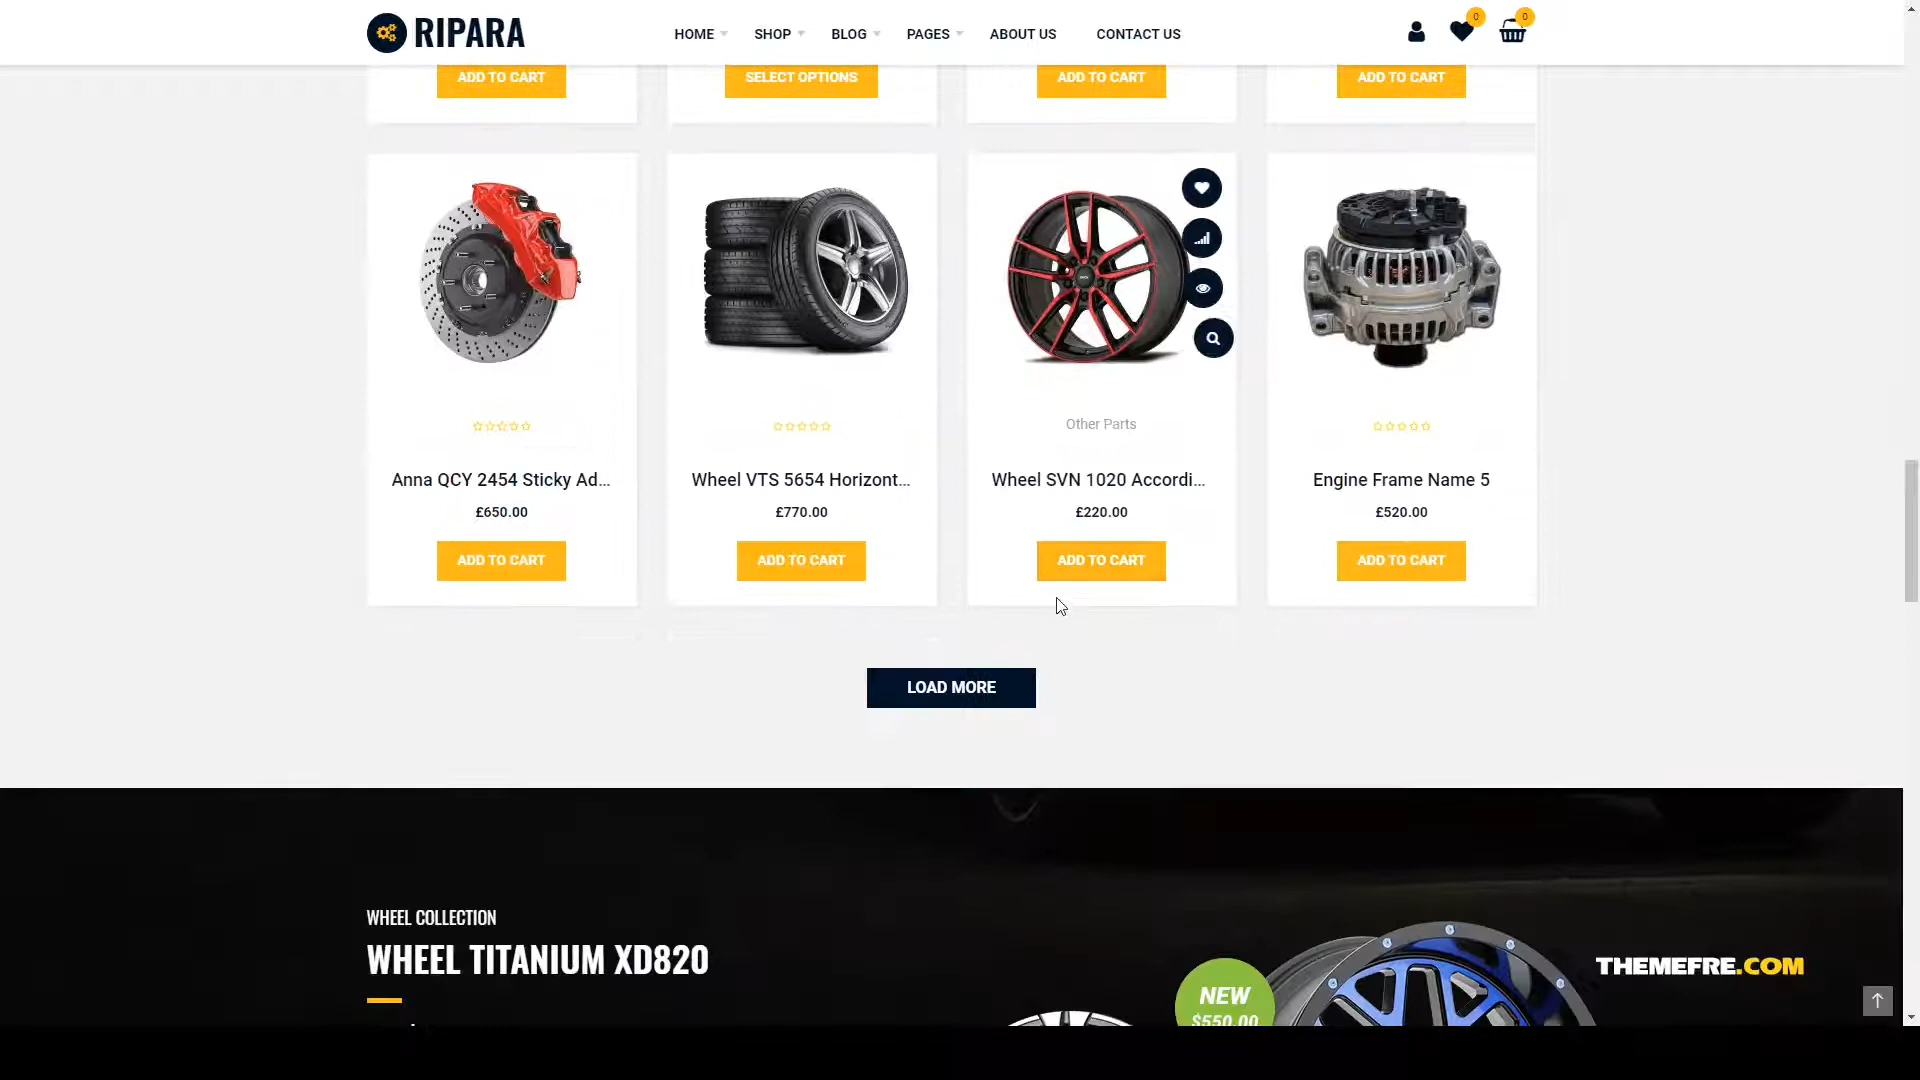 RIPARA
HOME SHOP BLOG PAGES ABOUT US CONTACT US
0 0
ADD TO CART SELECT OPTIONS ADD TO CART ADD TO CART
Other Parts
Anna QCY 2454 Sticky Ad... Wheel VTS 5654 Horizont... Wheel SVN 1020 Accordi... Engine Frame Name 5
£650.00 £770.00 £220.00 £520.00
ADD TO CART ADD TO CART ADD TO CART ADD TO CART
LOAD MORE
WHEEL COLLECTION
WHEEL TITANIUM XD820
THEMEFRE.COM
NEW
$550.00